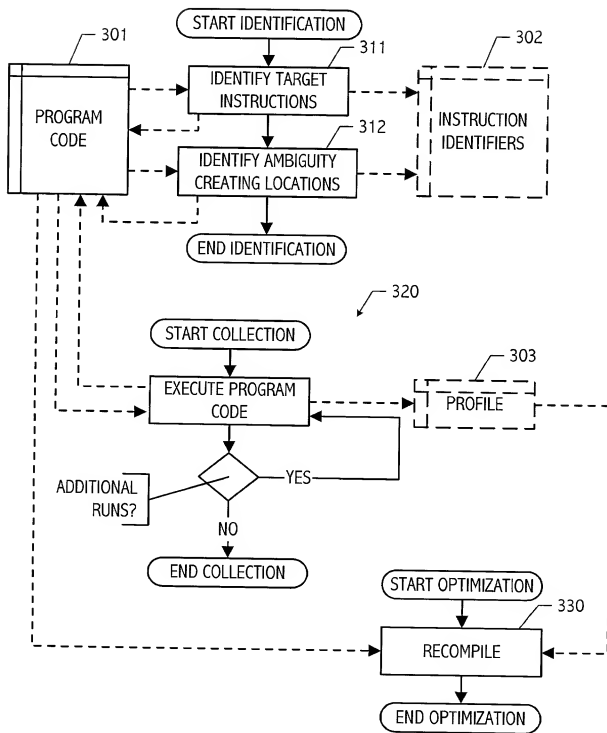 301
START IDENTIFICATION
311
302
IDENTIFY TARGET
INSTRUCTIONS
PROGRAM
CODE
INSTRUCTION
IDENTIFIERS
312
IDENTIFY AMBIGUITY
CREATING LOCATIONS
END IDENTIFICATION
320
START COLLECTION
303
EXECUTE PROGRAM
CODE
PROFILE
ADDITIONAL
RUNS?
YES
NO
END COLLECTION
START OPTIMIZATION
330
RECOMPILE
END OPTIMIZATION